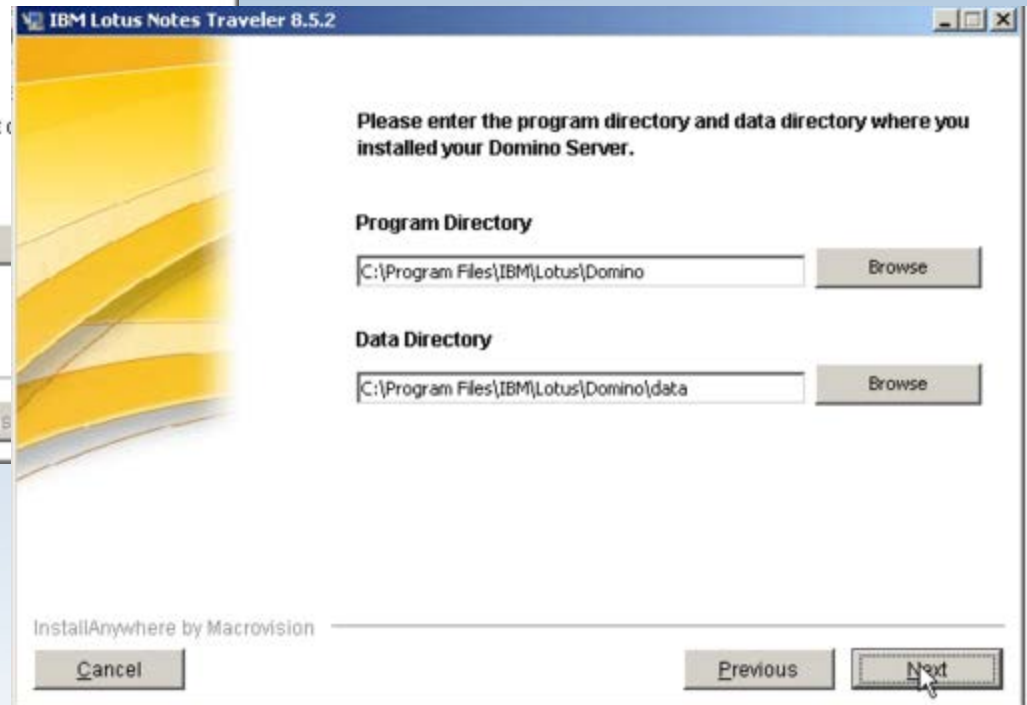 IBM Lotus Notes Traveler 8.5.2
Please enter the program directory and data directory where you
installed your Domino Server.
Program Directory
C:\Program Files\IBM\Lotus\Domino
Browse
Data Directory
C:\Program Files\IBM\Lotus\Domino\data
Browse
InstallAnywhere by Macrovision
Cancel
Previous
Next